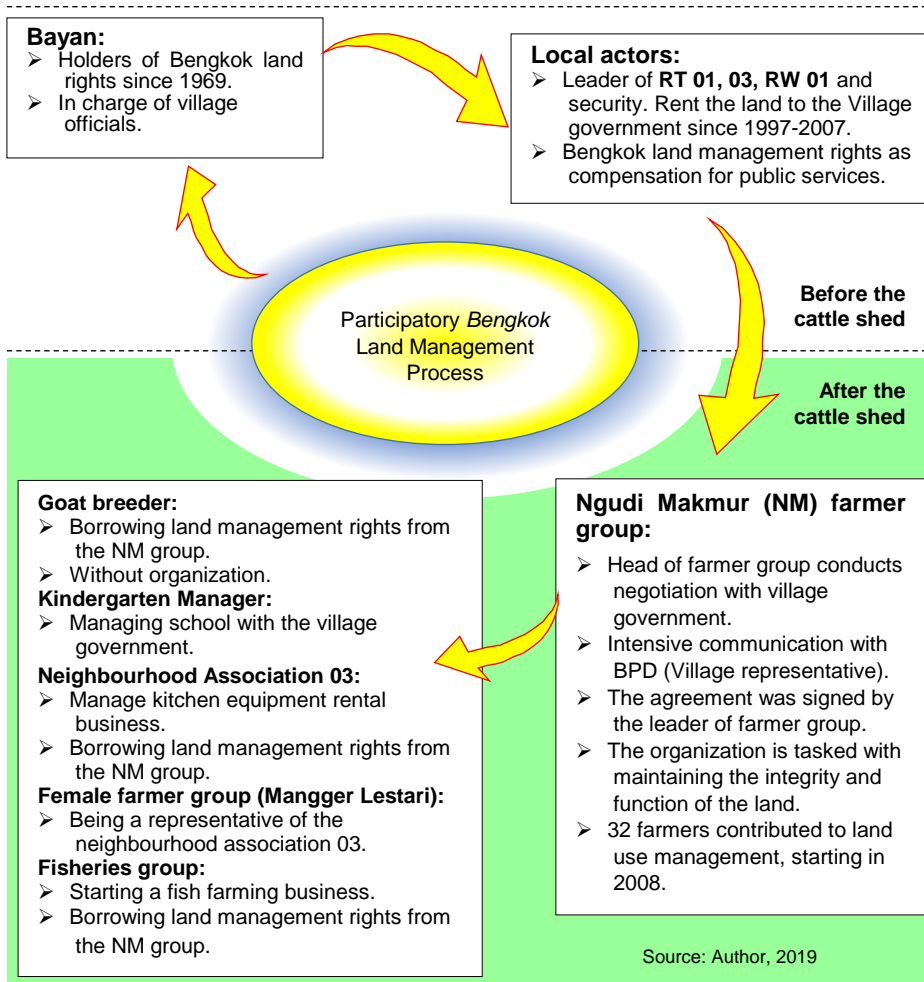 Bayan:
➢ Holders of Bengkok land
rights since 1969.
➢ In charge of village
officials.
Local actors:
➢ Leader of RT 01, 03, RW 01 and
security. Rent the land to the Village
government since 1997-2007.
➢ Bengkok land management rights as
compensation for public services.
Participatory Bengkok
Land Management
Process
Before the
cattle shed
After the
cattle shed
Goat breeder:
➢ Borrowing land management rights from
the NM group.
➢ Without organization.
Kindergarten Manager:
➢ Managing school with the village
government.
Neighbourhood Association 03:
➢ Manage kitchen equipment rental
business.
➢ Borrowing land management rights from
the NM group.
Female farmer group (Mangger Lestari):
➢ Being a representative of the
neighbourhood association 03.
Fisheries group:
➢ Starting a fish farming business.
➢ Borrowing land management rights from
the NM group.
Ngudi Makmur (NM) farmer
group:
➢ Head of farmer group conducts
negotiation with village
government.
➢ Intensive communication with
BPD (Village representative).
➢ The agreement was signed by
the leader of farmer group.
➢ The organization is tasked with
maintaining the integrity and
function of the land.
➢ 32 farmers contributed to land
use management, starting in
2008.
Source: Author, 2019